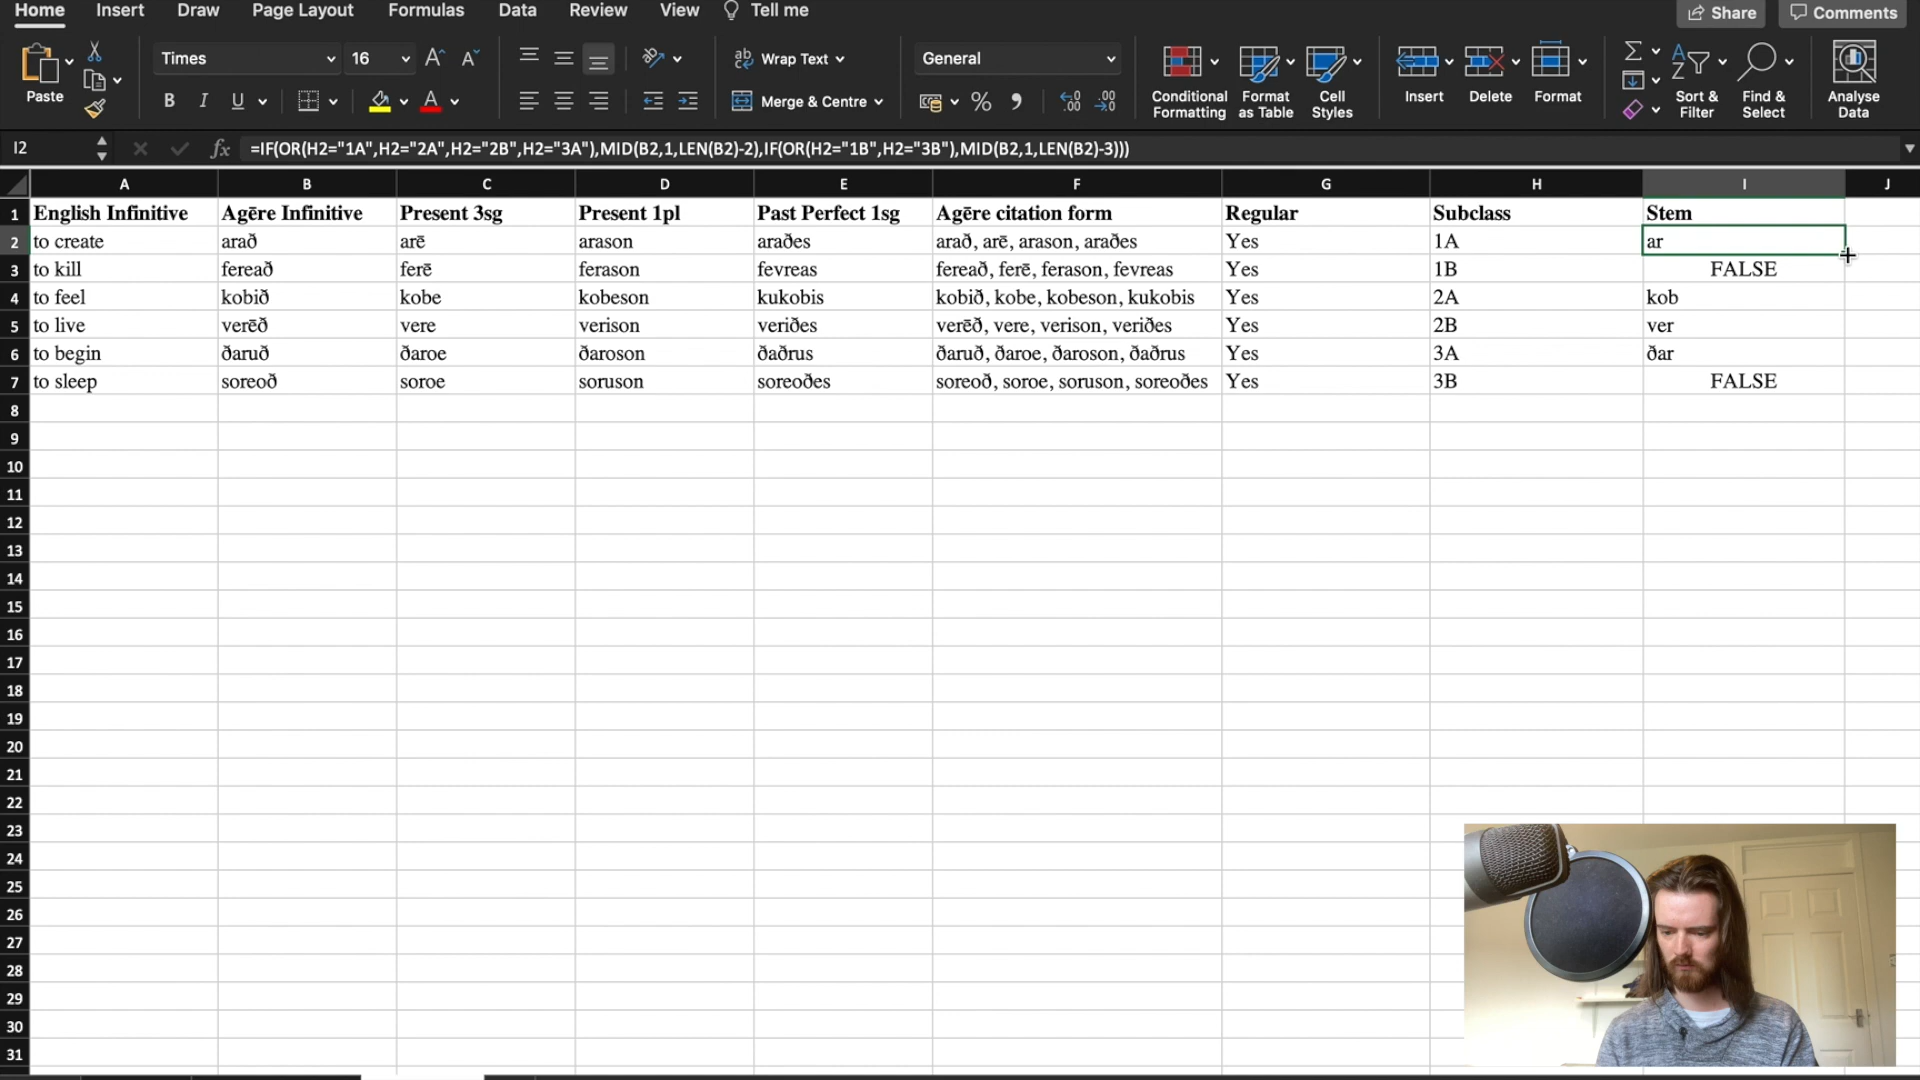 Home Insert Draw Page Layout Formulas Data Review View Tell me Share Comments
Times 16 Wrap Text General
Paste B I U Merge & Centre % Conditional Formatting Format as Table Cell Styles Insert Delete Format Sort & Filter Find & Select Analyse Data
I2 fx =IF(OR(H2="1A",H2="2A",H2="2B",H2="3A"),MID(B2,1,LEN(B2)-2),IF(OR(H2="1B",H2="3B"),MID(B2,1,LEN(B2)-3)))
A B C D E F G H I J
1 English Infinitive Agēre Infinitive Present 3sg Present 1pl Past Perfect 1sg Agēre citation form Regular Subclass Stem
2 to create arað arē arason araðes arað, arē, arason, araðes Yes 1A ar
3 to kill fereað ferē ferason fevreas fereað, ferē, ferason, fevreas Yes 1B FALSE
4 to feel kobið kobe kobeson kukobis kobið, kobe, kobeson, kukobis Yes 2A kob
5 to live verēð vere verison veriðes verēð, vere, verison, veriðes Yes 2B ver
6 to begin ðaruð ðaroe ðaroson ðaðrus ðaruð, ðaroe, ðaroson, ðaðrus Yes 3A ðar
7 to sleep soreoð soroe soruson soreoðes soreoð, soroe, soruson, soreoðes Yes 3B FALSE
8
9
10
11
12
13
14
15
16
17
18
19
20
21
22
23
24
25
26
27
28
29
30
31